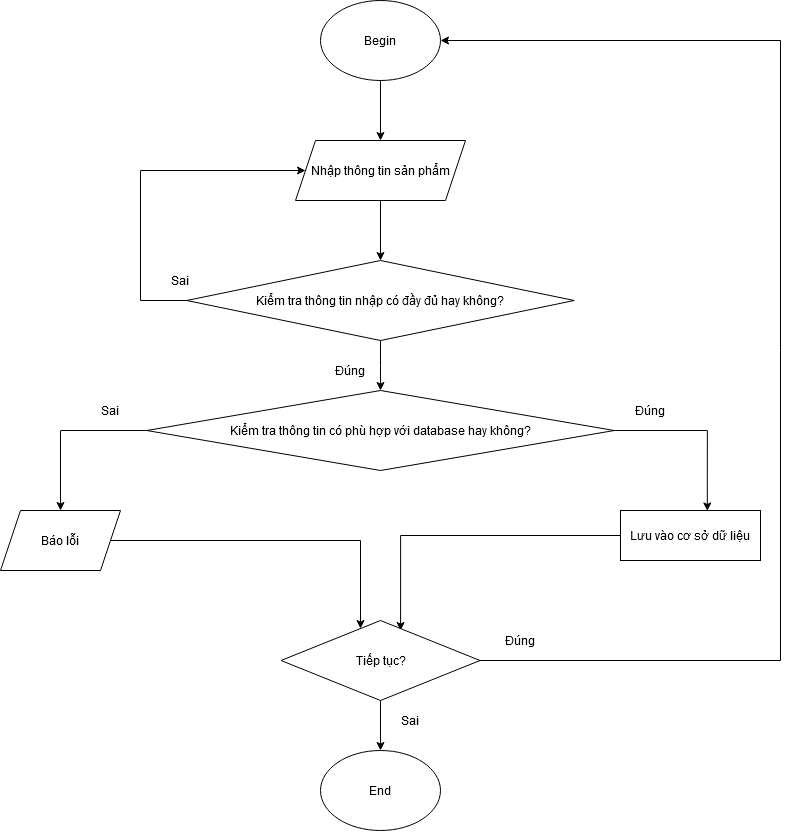 Begin
Nhập thông tin sản phẩm
Sai
Kiểm tra thông tin nhập có đầy đủ hay không?
Đúng
Sai
Đúng
Kiểm tra thông tin có phù hợp với database hay không?
Báo lỗi
Lưu vào cơ sở dữ liệu
Đúng
Tiếp tục?
Sai
End